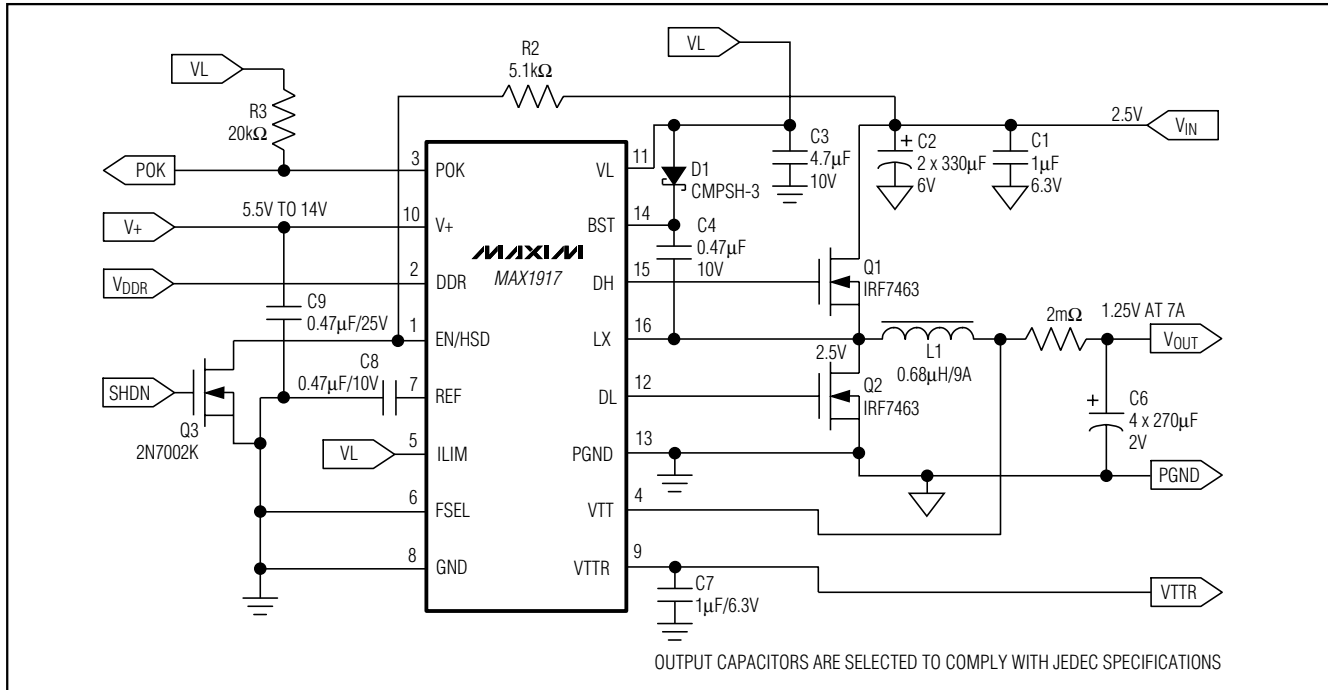 VL
R2
5.1kΩ
VL
R3
20kΩ
2.5V
VIN
POK
3
POK
VL
11
D1
CMPSH-3
C3
4.7µF
10V
+
C2
2 x 330µF
6V
C1
1µF
6.3V
V+
5.5V TO 14V
10
V+
BST
14
C4
0.47µF
10V
MAXIM
MAX1917
VDDR
2
DDR
DH
15
Q1
IRF7463
C9
0.47µF/25V
1
EN/HSD
LX
16
2.5V
L1
0.68µH/9A
2mΩ
1.25V AT 7A
VOUT
SHDN
Q3
2N7002K
C8
0.47µF/10V
7
REF
DL
12
Q2
IRF7463
+
C6
4 x 270µF
2V
VL
5
ILIM
PGND
13
PGND
6
FSEL
VTT
4
8
GND
VTTR
9
C7
1µF/6.3V
VTTR
OUTPUT CAPACITORS ARE SELECTED TO COMPLY WITH JEDEC SPECIFICATIONS